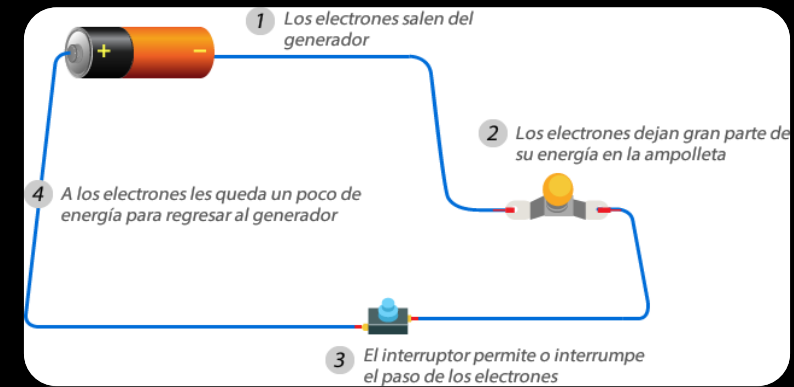 +
−
1 Los electrones salen del
generador
2 Los electrones dejan gran parte de
su energía en la ampolleta
4 A los electrones les queda un poco de
energía para regresar al generador
3 El interruptor permite o interrumpe
el paso de los electrones